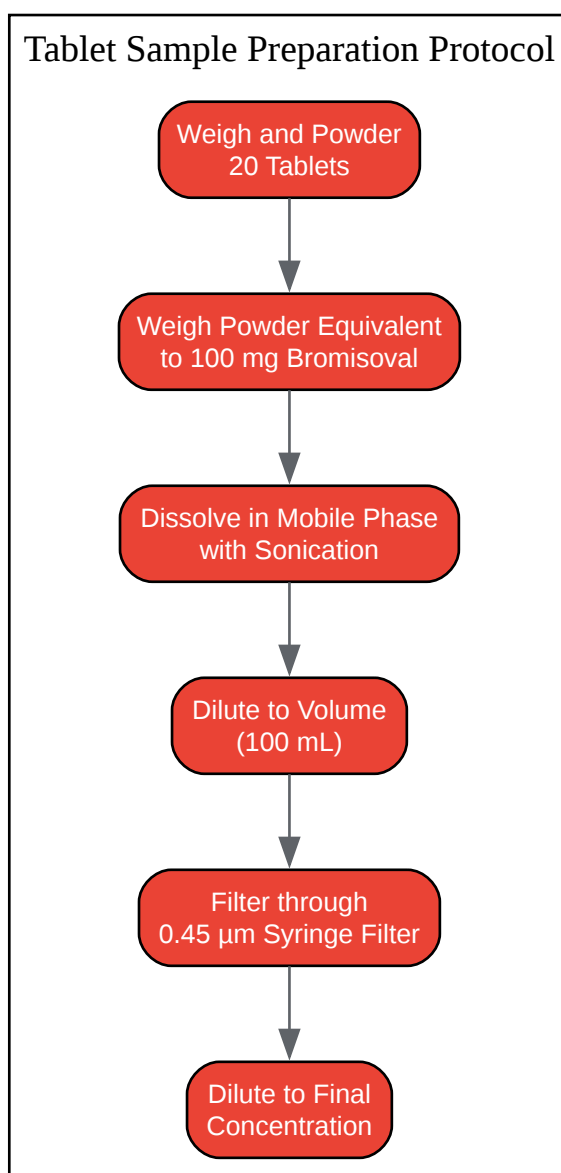 Tablet Sample Preparation Protocol
Weigh and Powder
20 Tablets
Weigh Powder Equivalent
to 100 mg Bromisoval
Dissolve in Mobile Phase
with Sonication
Dilute to Volume
(100 mL)
Filter through
0.45 µm Syringe Filter
Dilute to Final
Concentration